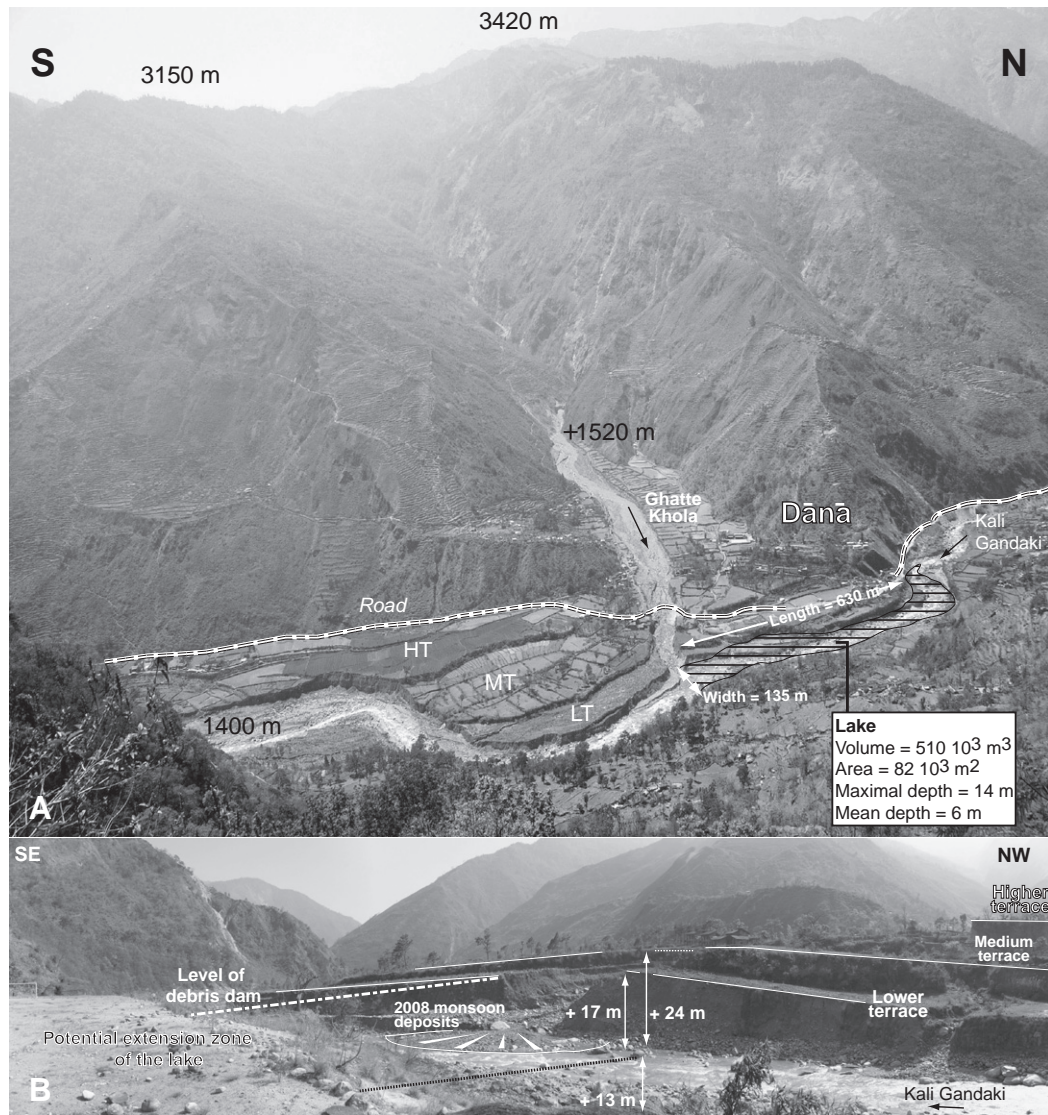 3420 m
S
N
3150 m
+1520 m
Ghatte
Khola
Dānā
Kali
Gandaki
Road
Length = 630 m
HT
MT
Width = 135 m
LT
1400 m
Lake
Volume = 510 10³ m³
Area = 82 10³ m²
Maximal depth = 14 m
Mean depth = 6 m
A
SE
NW
Higher
terrace
Medium
terrace
Level of
debris dam
Lower
terrace
2008 monsoon
deposits
+ 17 m
+ 24 m
Potential extension zone
of the lake
+ 13 m
Kali Gandaki
B